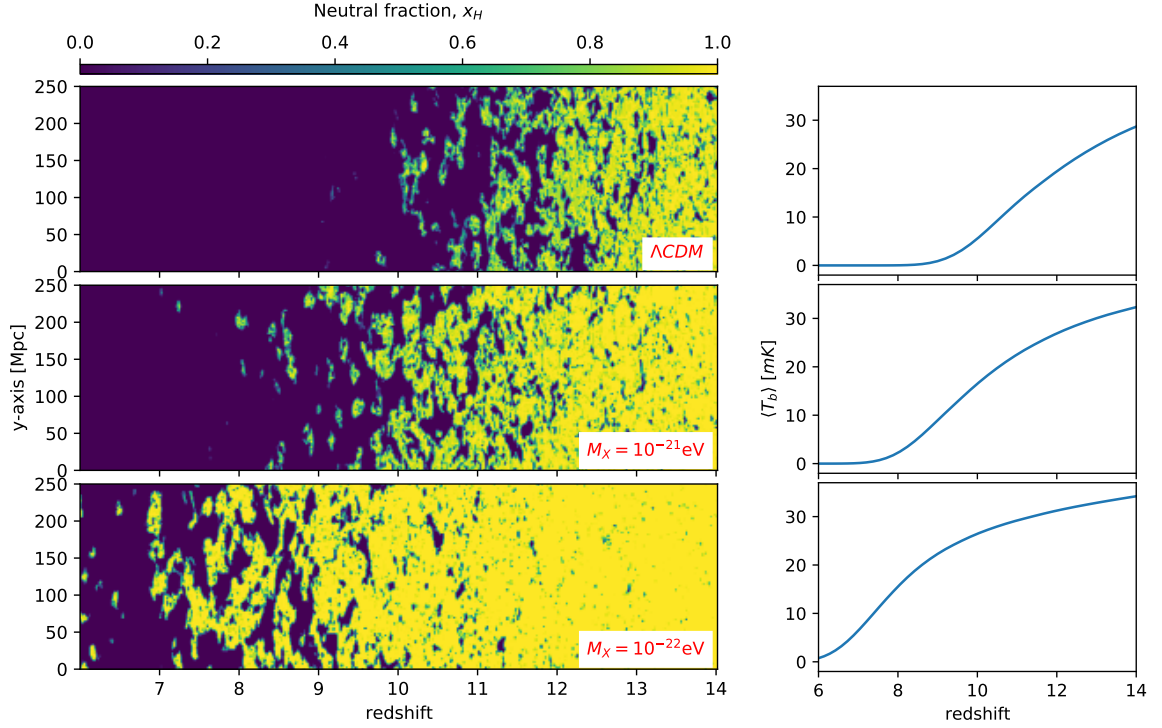 Neutral fraction, x_H
0.0 0.2 0.4 0.6 0.8 1.0
250
200
150
100
50
0
ΛCDM
30
20
10
0
y-axis [Mpc]
250
200
150
100
50
0
M_X = 10^{-21}eV
⟨T_b⟩ [mK]
30
20
10
0
250
200
150
100
50
0
M_X = 10^{-22}eV
7 8 9 10 11 12 13 14
redshift
30
20
10
0
6 8 10 12 14
redshift